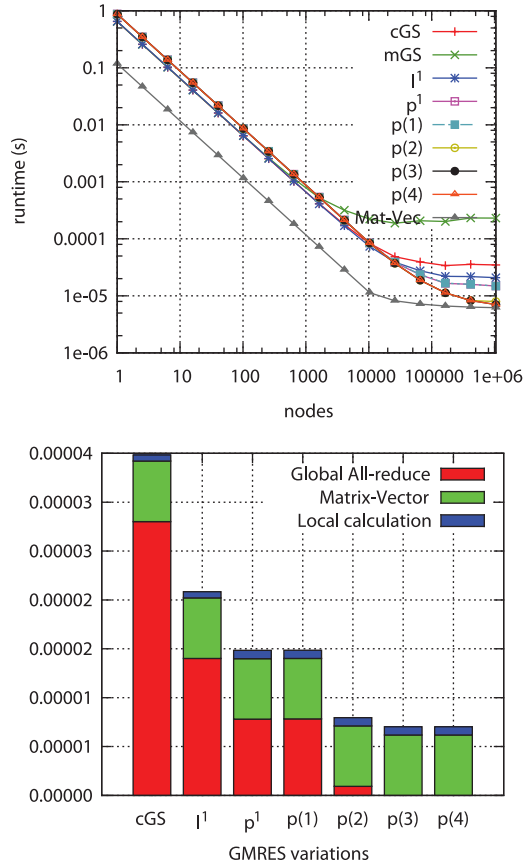 1
0.1
0.01
0.001
0.0001
1e-05
1e-06
runtime (s)
cGS
mGS
l¹
p¹
p(1)
p(2)
p(3)
p(4)
Mat-Vec
1 10 100 1000 10000 100000 1e+06
nodes
0.00004
0.00003
0.00003
0.00002
0.00002
0.00001
0.00001
0.00000
Global All-reduce
Matrix-Vector
Local calculation
cGS l¹ p¹ p(1) p(2) p(3) p(4)
GMRES variations